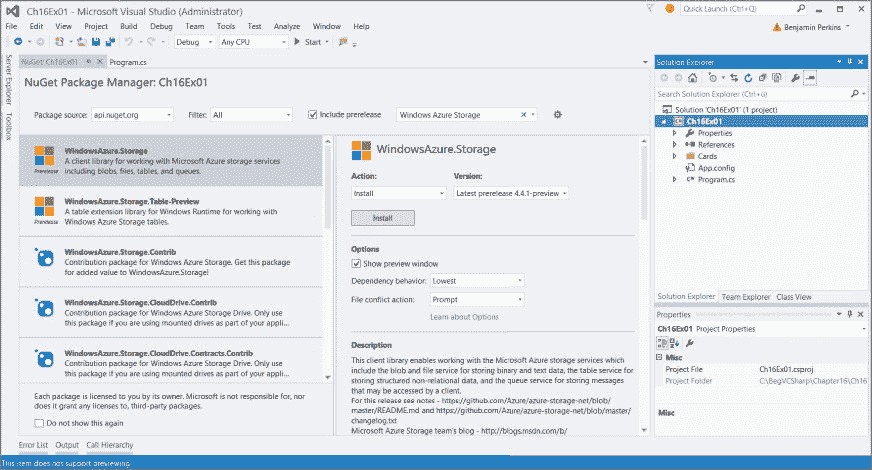 Ch16Ex01 - Microsoft Visual Studio (Administrator)
Quick Launch (Ctrl+Q)
File Edit View Project Build Debug Team Tools Test Analyze Window Help
Benjamin Perkins
Debug Any CPU Start
Server Explorer
Toolbox
NuGet: Ch16Ex01
Program.cs
NuGet Package Manager: Ch16Ex01
Package source: api.nuget.org Filter: All Include prerelease Windows Azure Storage
WindowsAzure.Storage
A client library for working with Microsoft Azure storage services
including blobs, files, tables, and queues.
Prerelease
WindowsAzure.Storage.Table-Preview
A table extension library for Windows Runtime for working with
Windows Azure Storage tables.
Prerelease
WindowsAzure.Storage.Contrib
Contribution package for Windows Azure Storage. Get this package
for added value to WindowsAzure.Storage!
WindowsAzure.Storage.CloudDrive.Contrib
Contribution package for Windows Azure Storage Drive. Only use
this package if you are using mounted drives as part of your appli...
WindowsAzure.Storage.CloudDrive.Contracts.Contrib
Contribution package for Windows Azure Storage Drive. Only use
this package if you are using mounted drives as part of your appli...
Each package is licensed to you by its owner. Microsoft is not responsible for, nor
does it grant any licenses to, third-party packages.
Do not show this again
WindowsAzure.Storage
Action: Version:
Install Latest prerelease 4.4.1-preview
Install
Options
Show preview window
Dependency behavior: Lowest
File conflict action: Prompt
Learn about Options
Description
This client library enables working with the Microsoft Azure storage services which
include the blob and file service for storing binary and text data, the table service for
storing structured non-relational data, and the queue service for storing messages
that may be accessed by a client.
For this release see notes - https://github.com/Azure/azure-storage-net/blob/
master/README.md and https://github.com/Azure/azure-storage-net/blob/master/
changelog.txt
Microsoft Azure Storage team's blog - http://blogs.msdn.com/b/
Solution Explorer
Search Solution Explorer (Ctrl+ü)
Solution 'Ch16Ex01' (1 project)
Ch16Ex01
Properties
References
Cards
App.config
Program.cs
Solution Explorer Team Explorer Class View
Properties
Ch16Ex01 Project Properties
Misc
Project File Ch16Ex01.csproj
Project Folder C:\BegVCSharp\Chapter16\Ch16
Misc
Error List Output Call Hierarchy
This item does not support previewing